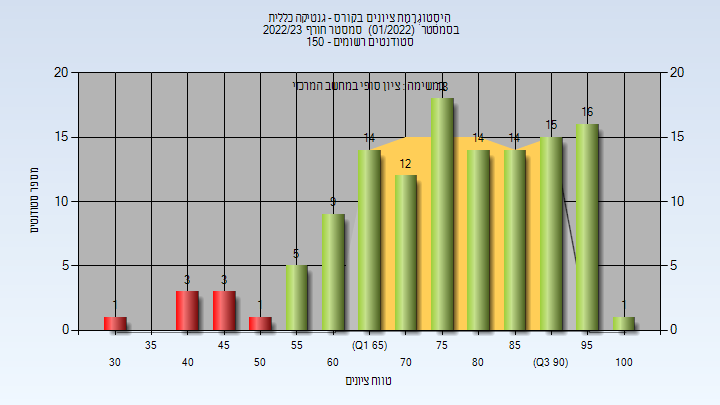 היסטוגרמת ציונים בקורס - גנטיקה כללית
בסמסטר (01/2022) סמסטר חורף 2022/23
סטודנטים רשומים - 150
משימה : ציון סופי במחשב המרכזי
20 20
15 15
10 10
5 5
0 0
1 3 3 1 5 9 14 12 18 14 14 15 16 1
מספר סטודנטים
35 45 55 (Q1 65) 75 85 95
30 40 50 60 70 80 (Q3 90) 100
טווח ציונים